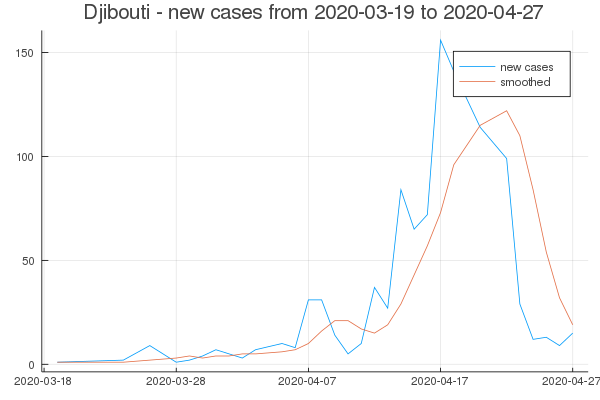 Djibouti - new cases from 2020-03-19 to 2020-04-27
150
new cases
smoothed
100
50
0
2020-03-18 2020-03-28 2020-04-07 2020-04-17 2020-04-27